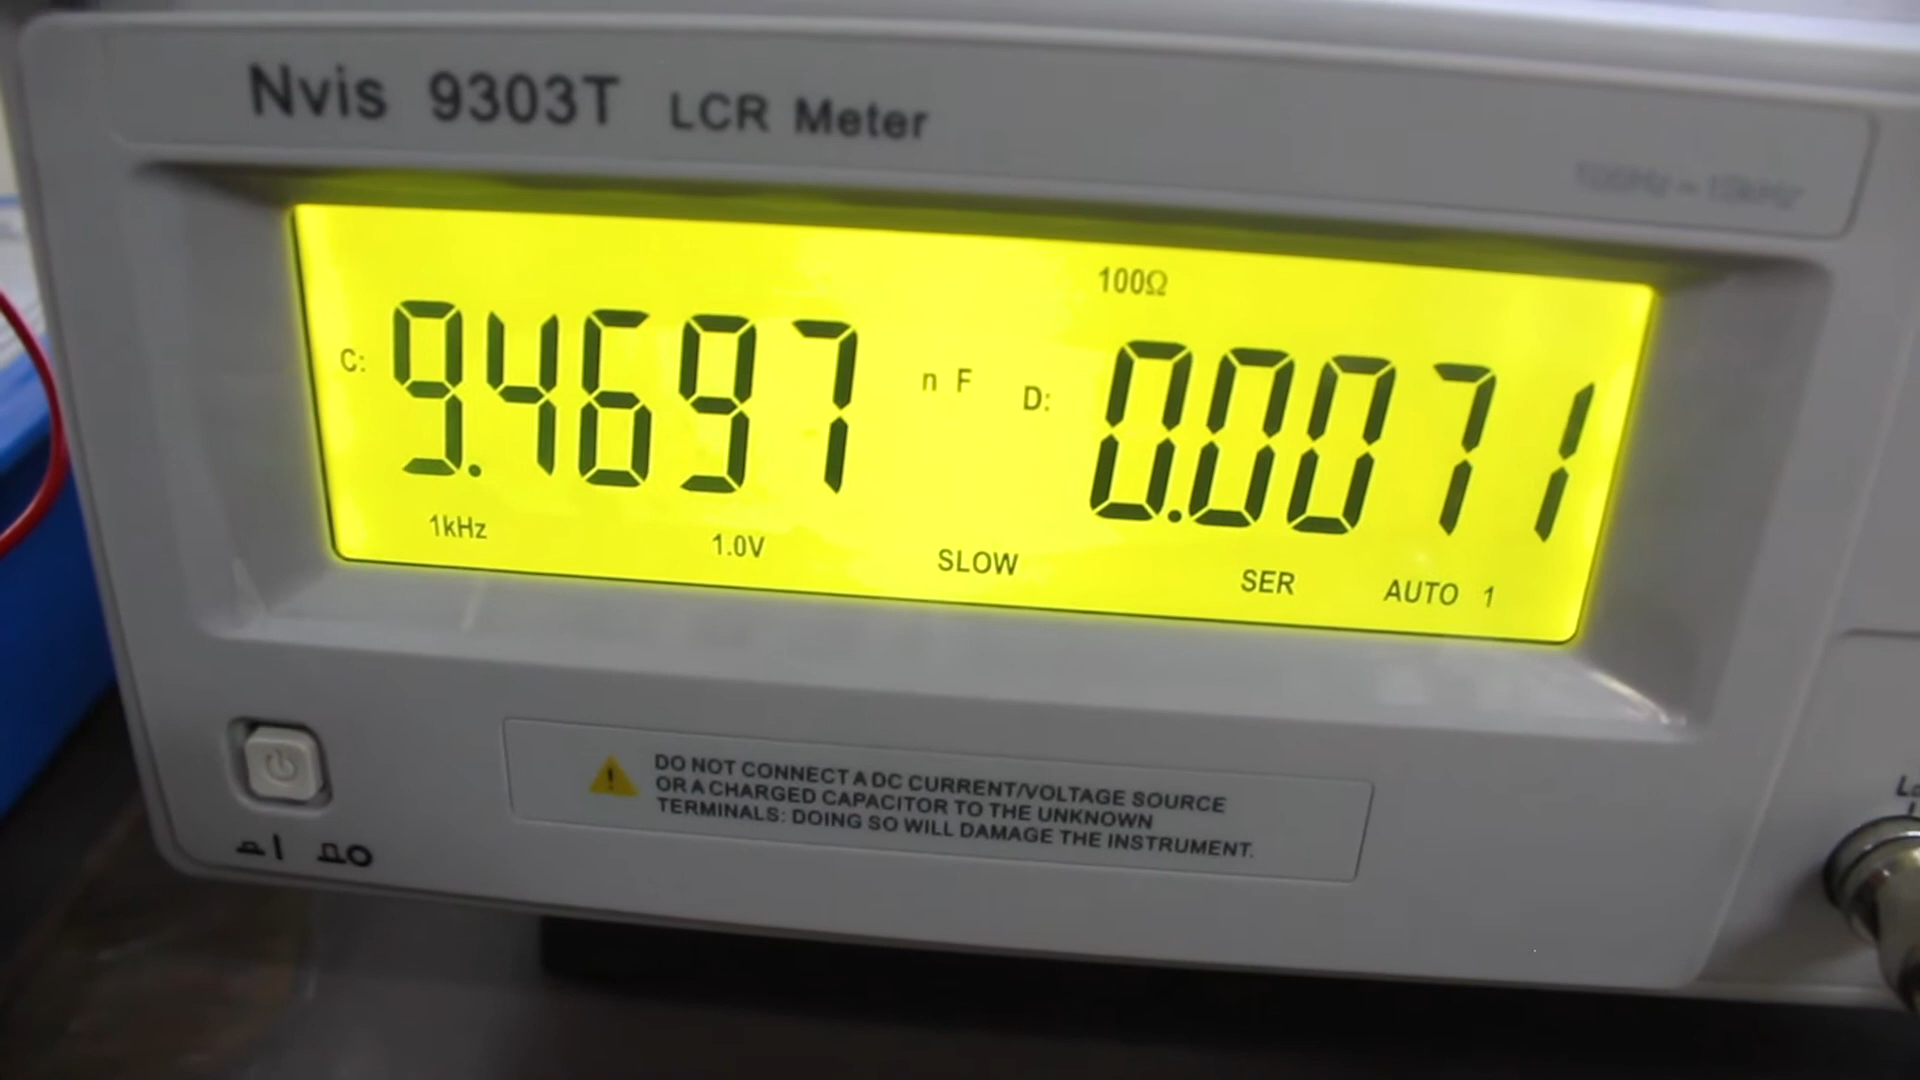 Nvis 9303T LCR Meter
100Ω
C: 9.4697 n F D: 0.0071
1kHz 1.0V SLOW SER AUTO 1
DO NOT CONNECT A DC CURRENT/VOLTAGE SOURCE
OR A CHARGED CAPACITOR TO THE UNKNOWN
TERMINALS: DOING SO WILL DAMAGE THE INSTRUMENT.